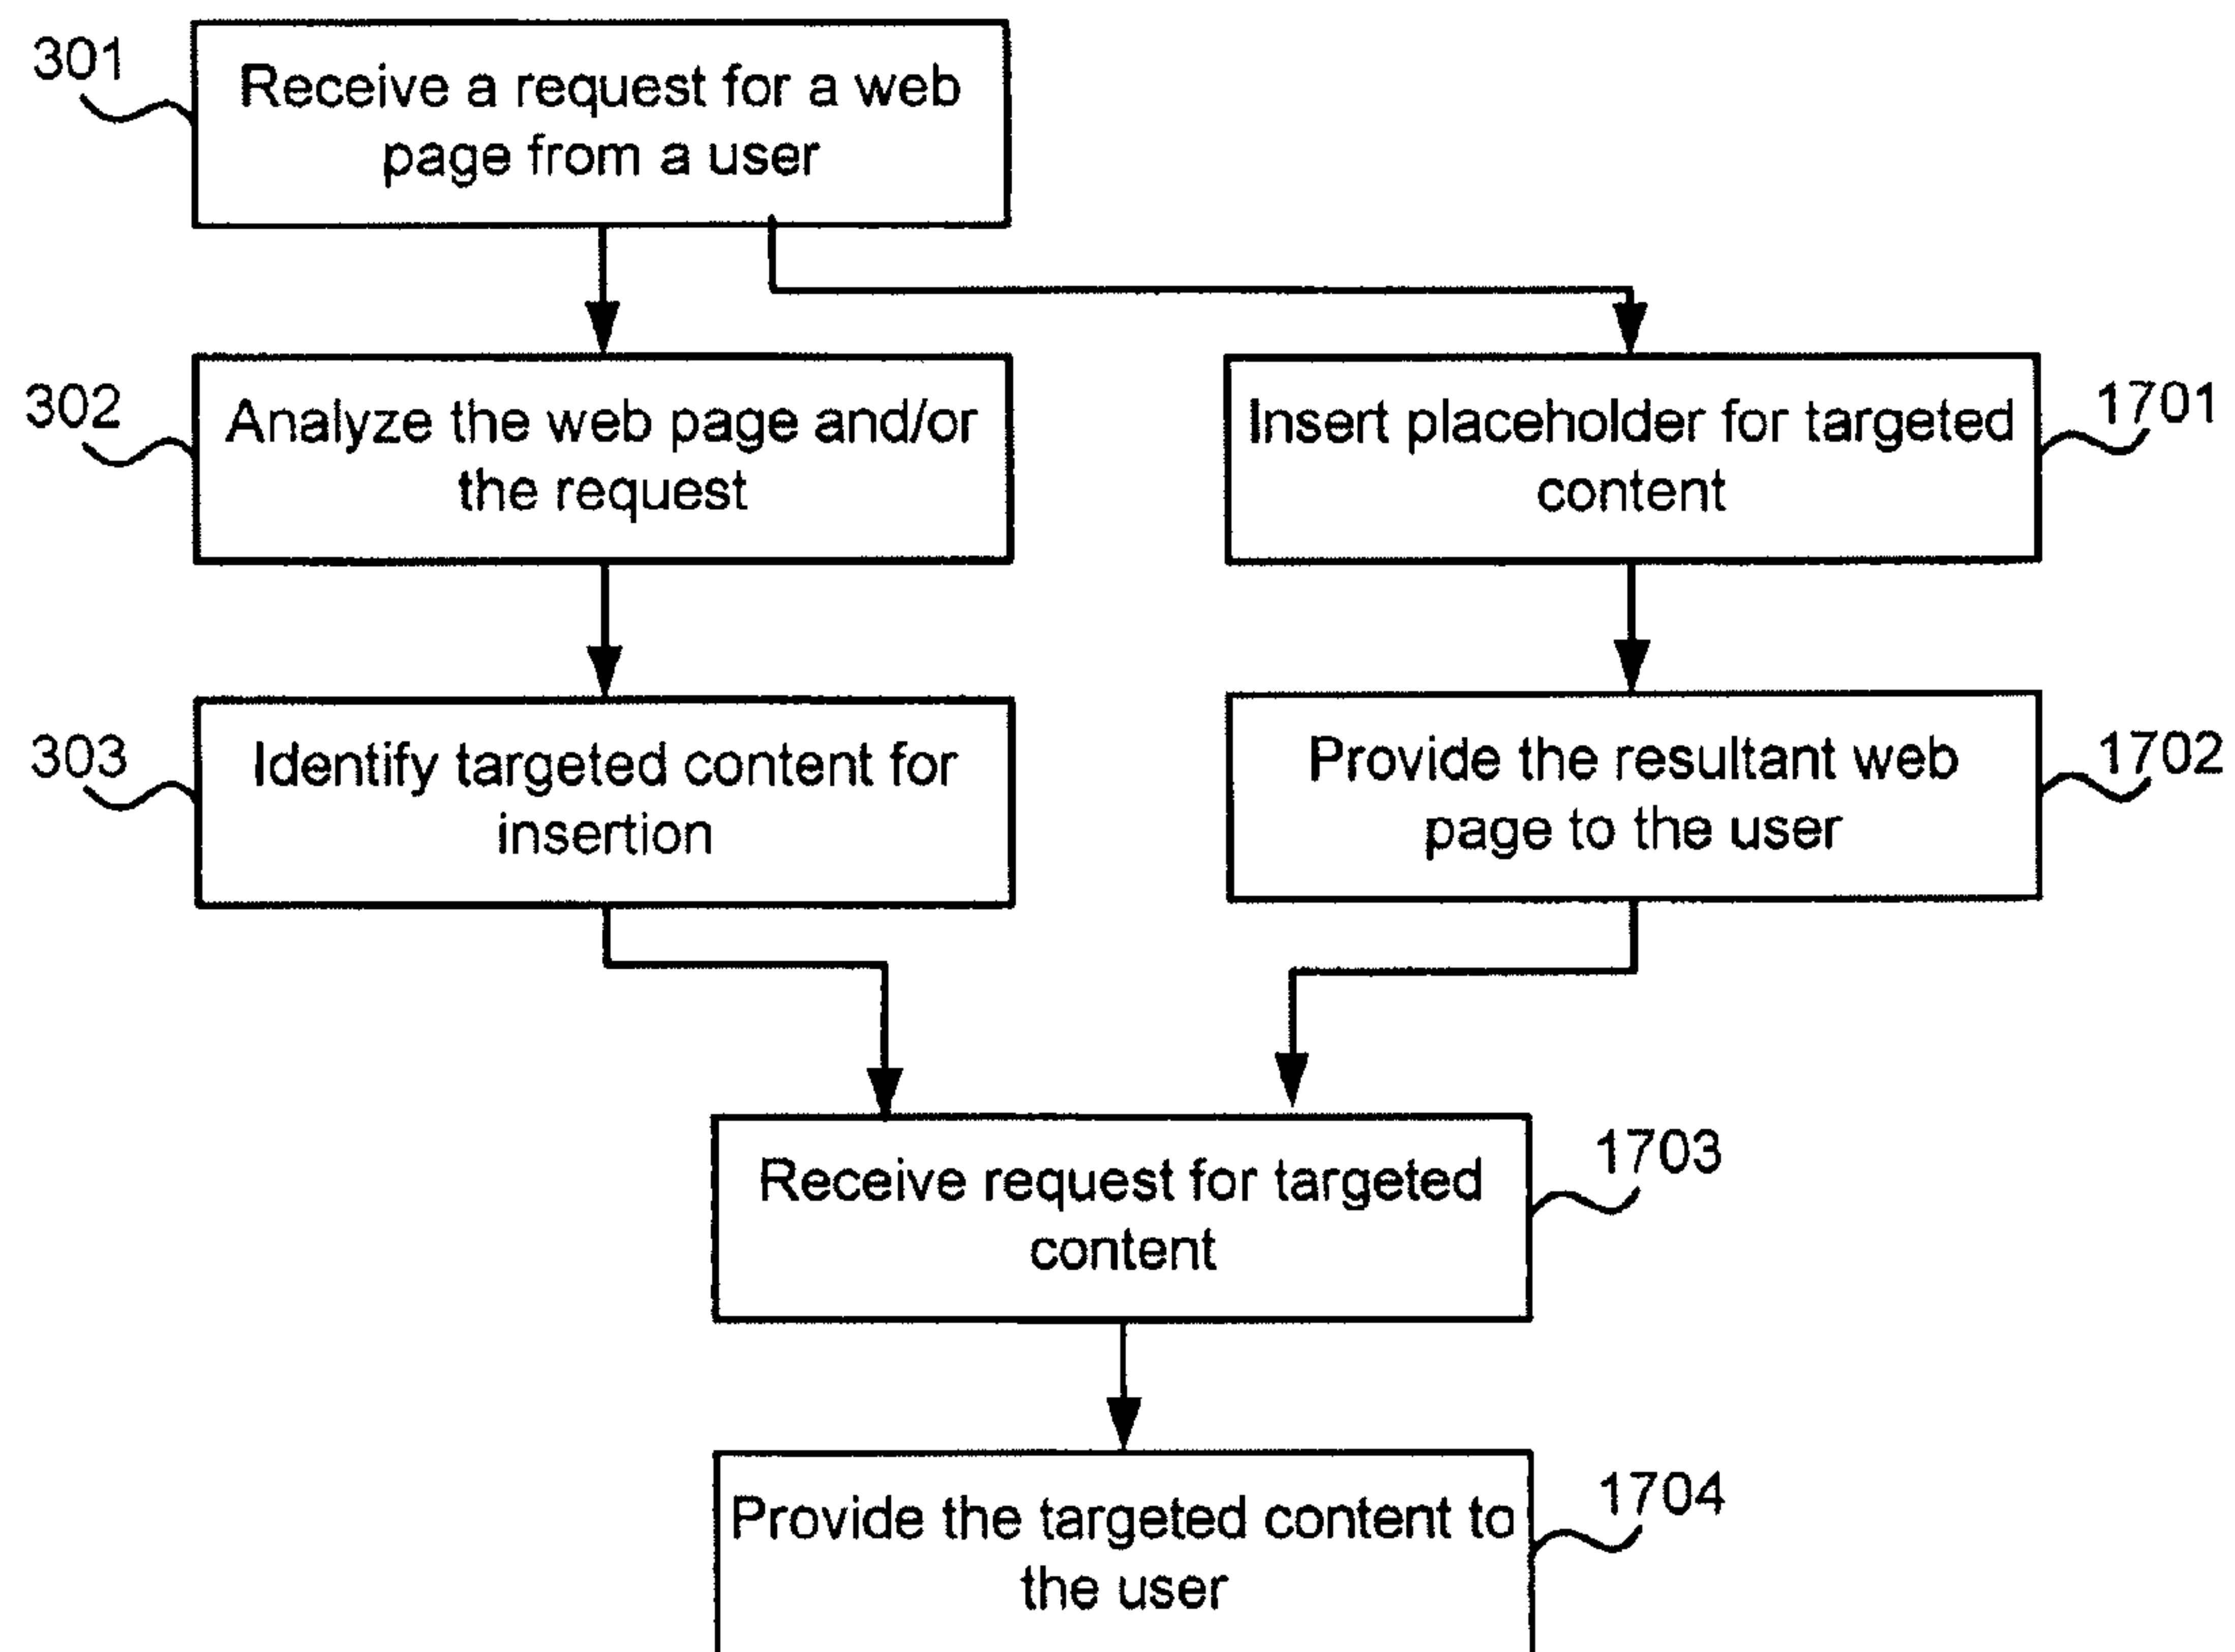 301
Receive a request for a web
page from a user
302
Analyze the web page and/or
the request
Insert placeholder for targeted
content
1701
303
Identify targeted content for
insertion
Provide the resultant web
page to the user
1702
Receive request for targeted
content
1703
Provide the targeted content to
the user
1704